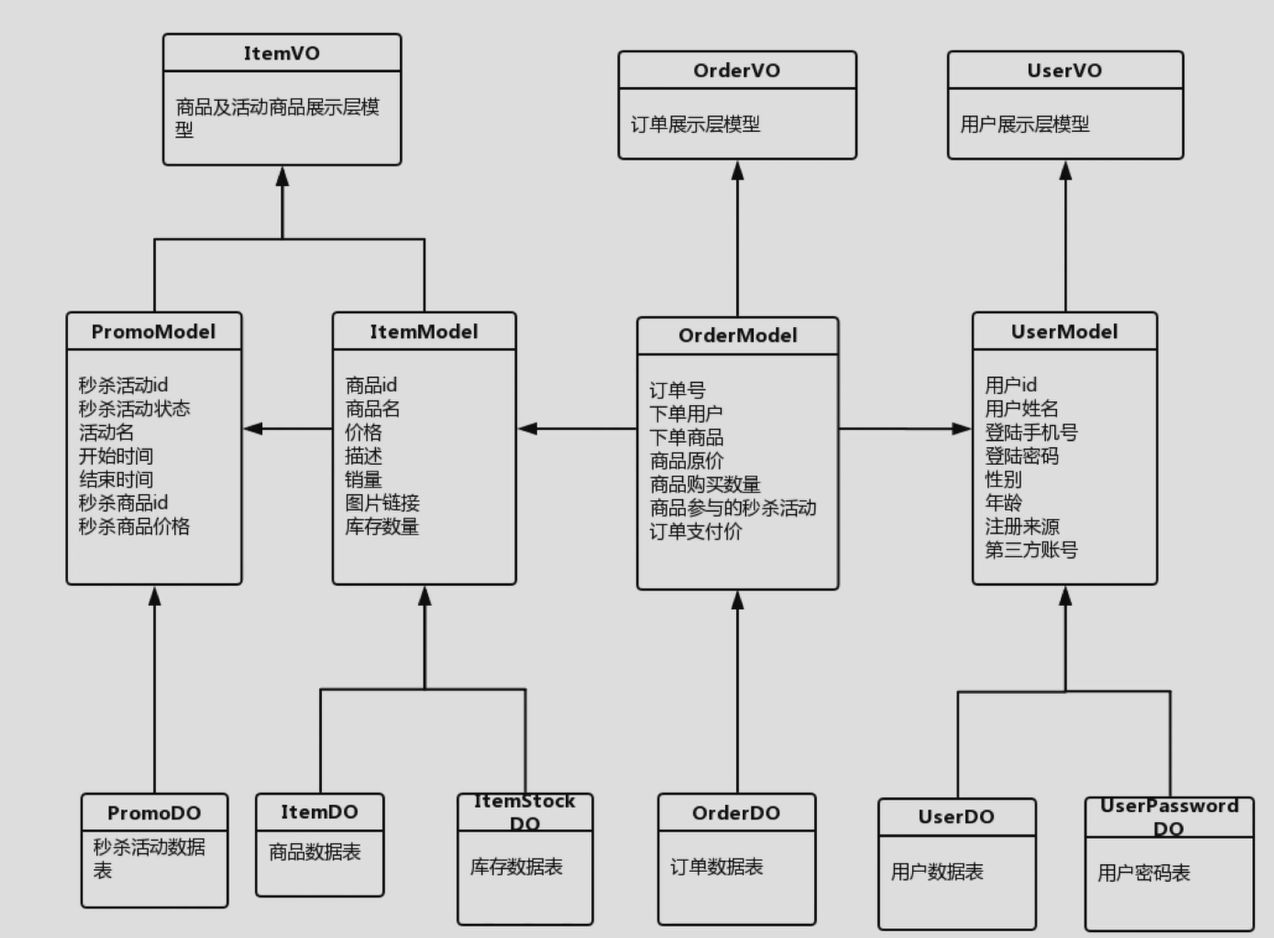 ItemVO
商品及活动商品展示层模
型
OrderVO
订单展示层模型
UserVO
用户展示层模型
PromoModel
秒杀活动id
秒杀活动状态
活动名
开始时间
结束时间
秒杀商品id
秒杀商品价格
ItemModel
商品id
商品名
价格
描述
销量
图片链接
库存数量
OrderModel
订单号
下单用户
下单商品
商品原价
商品购买数量
商品参与的秒杀活动
订单支付价
UserModel
用户id
用户姓名
登陆手机号
登陆密码
性别
年龄
注册来源
第三方账号
PromoDO
秒杀活动数据
表
ItemDO
商品数据表
ItemStock
DO
库存数据表
OrderDO
订单数据表
UserDO
用户数据表
UserPassword
DO
用户密码表